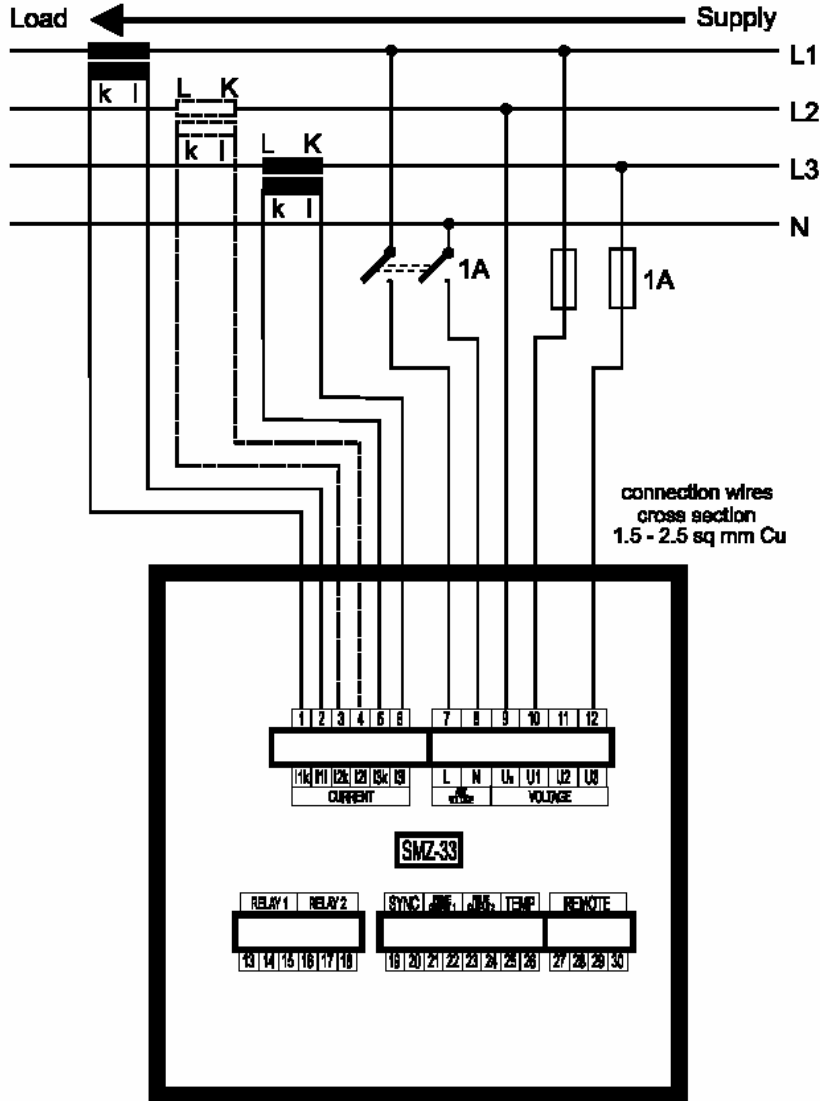 Load Supply
L1
k l
L K
L2
k l
L K
L3
k l
N
1A
1A
connection wires
cross section
1.5 - 2.5 sq mm Cu
1 2 3 4 5 6 7 8 9 10 11 12
I1k I1l I2k I2l I3k I3l L N U1 U2 U3
CURRENT VOLTAGE
SMZ-33
RELAY 1 RELAY 2 SYNC TEMP REMOTE
13 14 15 16 17 18 19 20 21 22 23 24 25 26 27 28 29 30